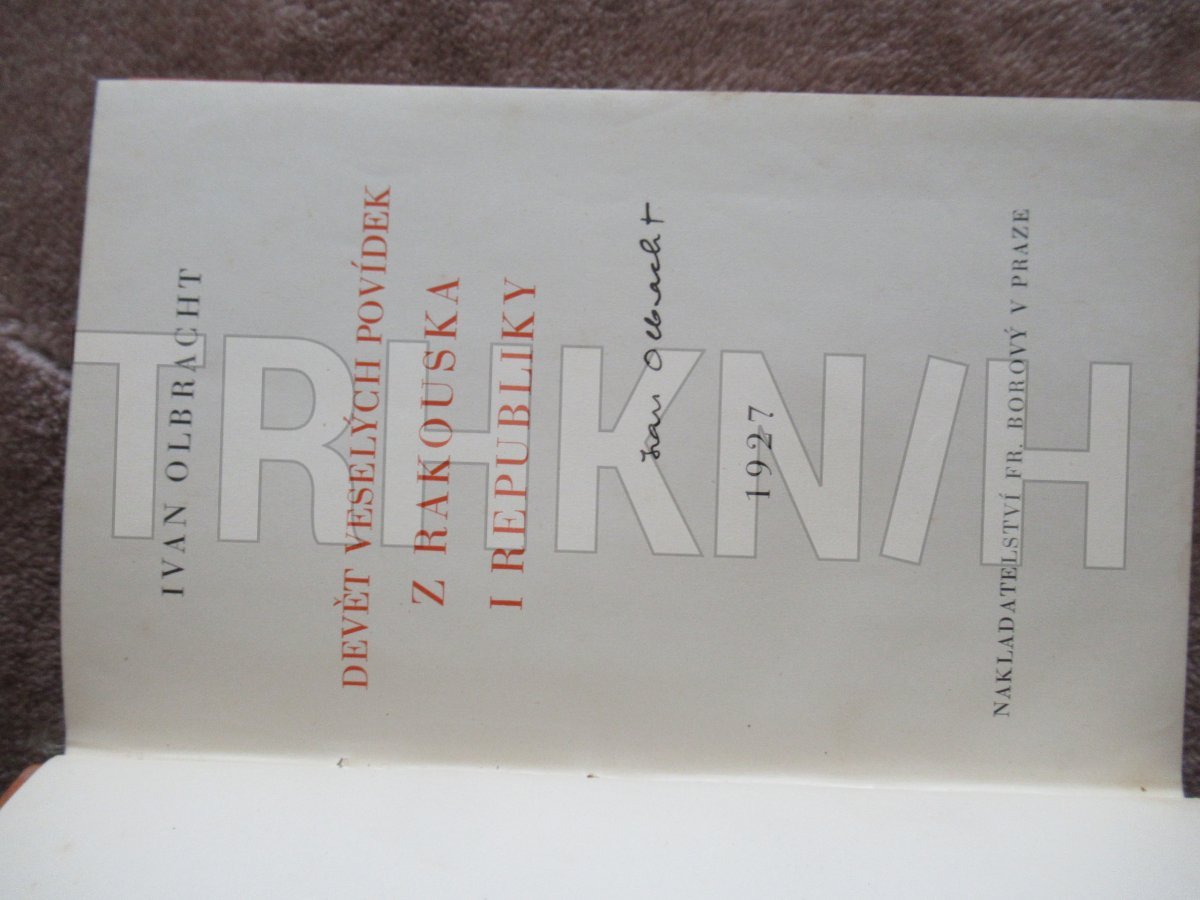 IVAN OLBRACHT
DEVĚT VESELÝCH POVÍDEK
Z RAKOUSKA
I REPUBLIKY
Ivan Olbracht
1927
NAKLADATELSTVÍ FR. BOROVÝ V PRAZE
TRHKNIH